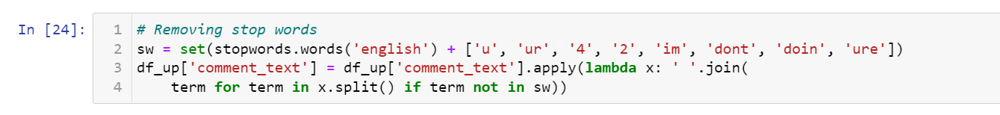 In [24]:
1 # Removing stop words
2 sw = set(stopwords.words('english') + ['u', 'ur', '4', '2', 'im', 'dont', 'doin', 'ure'])
3 df_up['comment_text'] = df_up['comment_text'].apply(lambda x: ' '.join(
4     term for term in x.split() if term not in sw))